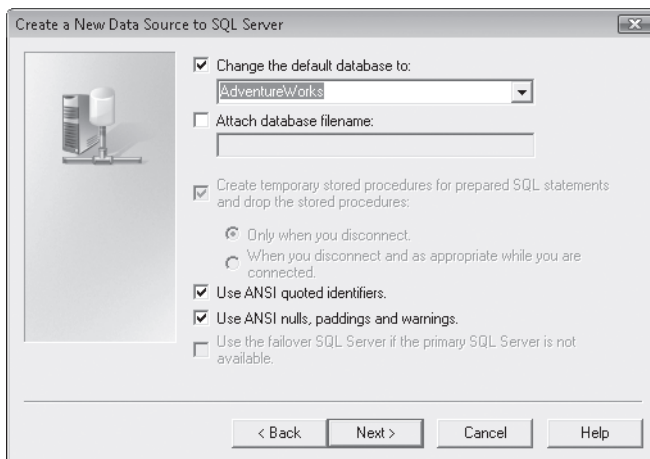 Create a New Data Source to SQL Server
Change the default database to:
AdventureWorks
Attach database filename:
Create temporary stored procedures for prepared SQL statements
and drop the stored procedures:
Only when you disconnect.
When you disconnect and as appropriate while you are
connected.
Use ANSI quoted identifiers.
Use ANSI nulls, paddings and warnings.
Use the failover SQL Server if the primary SQL Server is not
available.
< Back
Next >
Cancel
Help